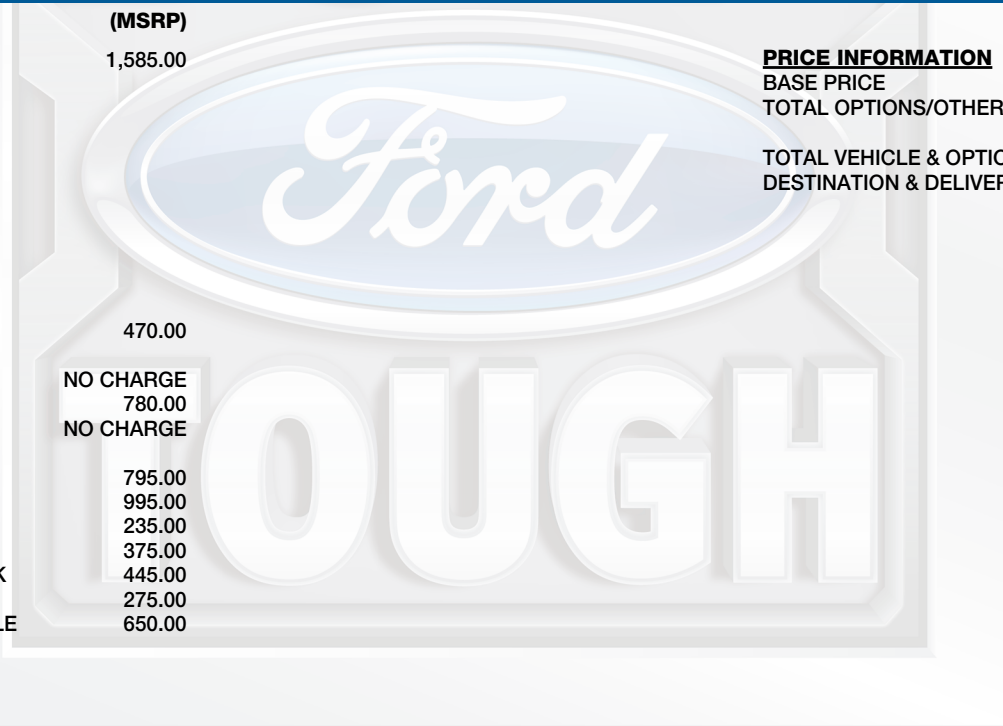 (MSRP)
1,585.00
470.00
NO CHARGE
780.00
NO CHARGE
795.00
995.00
235.00
375.00
K 445.00
275.00
LE 650.00
PRICE INFORMATION
BASE PRICE
TOTAL OPTIONS/OTHER
TOTAL VEHICLE & OPTIO
DESTINATION & DELIVER
Ford
TOUGH